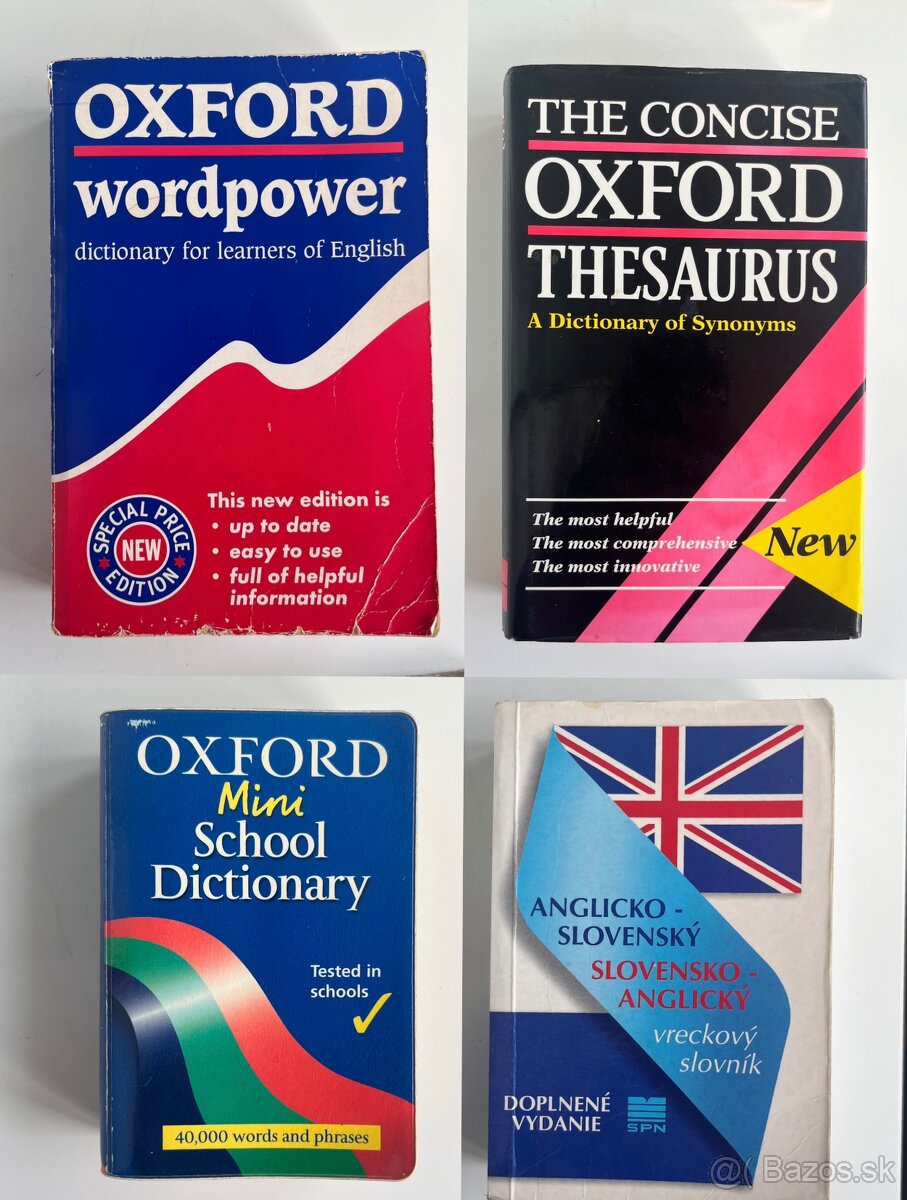 OXFORD
wordpower
dictionary for learners of English
SPECIAL PRICE
NEW
EDITION
This new edition is
• up to date
• easy to use
• full of helpful
information
THE CONCISE
OXFORD
THESAURUS
A Dictionary of Synonyms
The most helpful
The most comprehensive
The most innovative
New
OXFORD
Mini
School
Dictionary
Tested in
schools
40,000 words and phrases
ANGLICKO -
SLOVENSKÝ
SLOVENSKO -
ANGLICKÝ
vreckový
slovník
DOPLNENÉ
VYDANIE
SPN
Bazos.sk